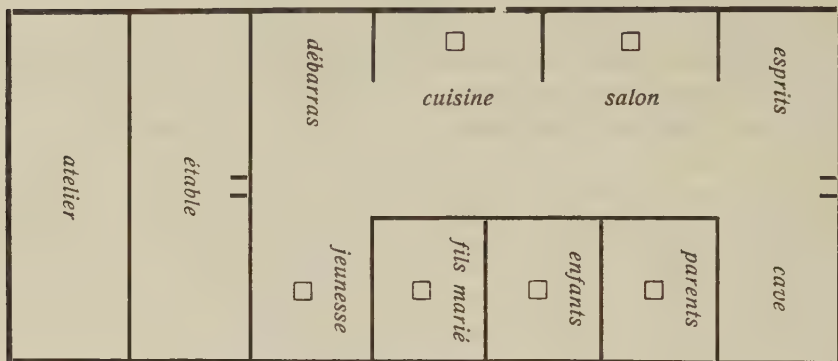 atelier
étable
débarras
jeunesse
cuisine
salon
fils marié
enfants
parents
esprits
cave